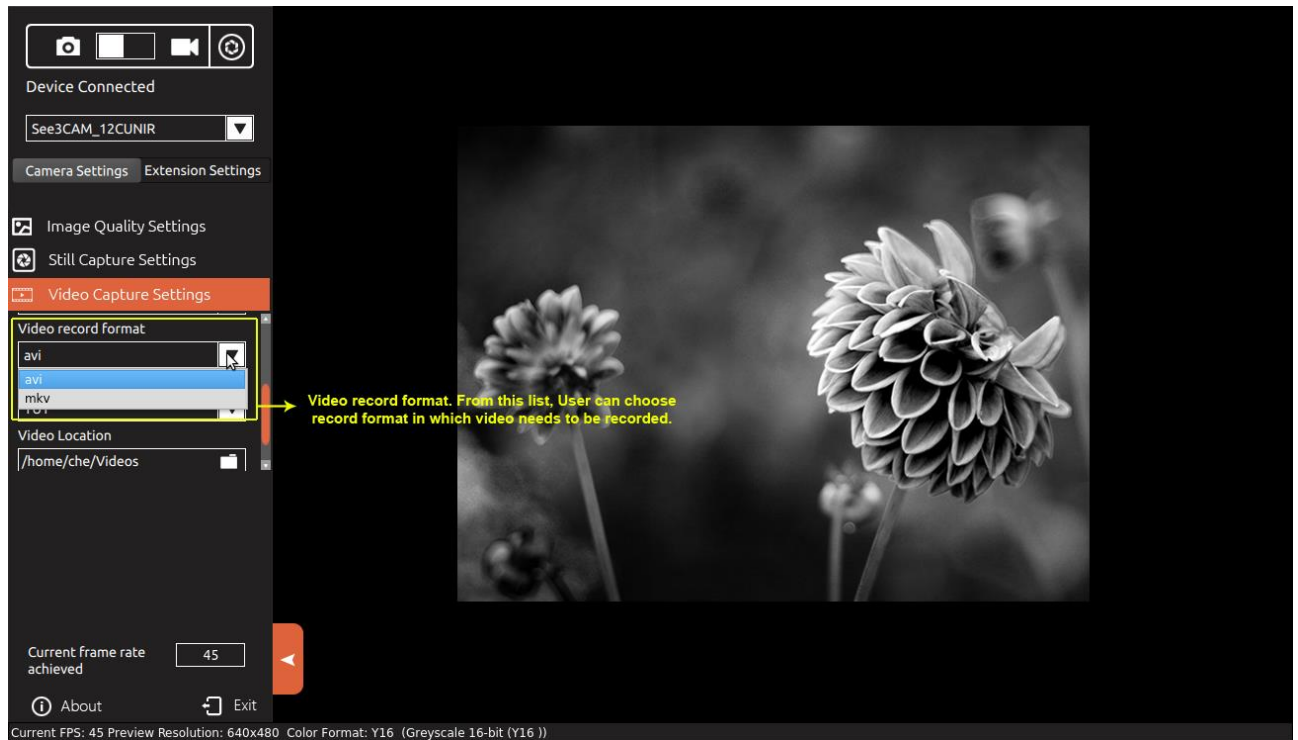 Device Connected
See3CAM_12CUNIR
Camera Settings Extension Settings
Image Quality Settings
Still Capture Settings
Video Capture Settings
Video record format
avi
avi
mkv
Video record format. From this list, User can choose
record format in which video needs to be recorded.
Video Location
/home/che/Videos
Current frame rate
achieved
45
About
Exit
Current FPS: 45 Preview Resolution: 640x480 Color Format: Y16 (Greyscale 16-bit (Y16 ))